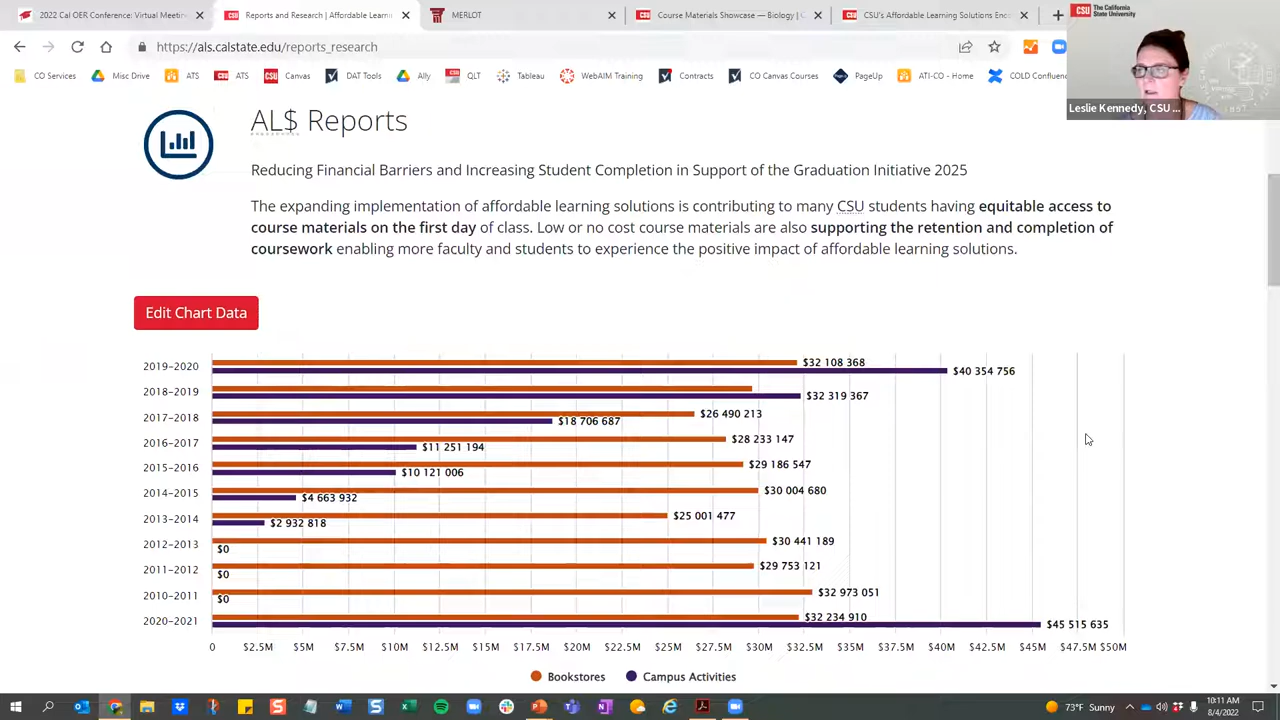 2022 Cal OER Conference: Virtual Meeti
Reports and Research | Affordable Learn
MERLOT
Course Materials Showcase — Biology |
CSU's Affordable Learning Solutions Enc
CSU The California
State University
https://als.calstate.edu/reports_research
CO Services
Misc Drive
ATS
CSU ATS
CSU Canvas
DAT Tools
Ally
QLT
Tableau
WebAIM Training
Contracts
CO Canvas Courses
PageUp
ATI-CO - Home
COLD Confluenc
Leslie Kennedy, CSU ...
AL$ Reports
Reducing Financial Barriers and Increasing Student Completion in Support of the Graduation Initiative 2025
The expanding implementation of affordable learning solutions is contributing to many CSU students having equitable access to
course materials on the first day of class. Low or no cost course materials are also supporting the retention and completion of
coursework enabling more faculty and students to experience the positive impact of affordable learning solutions.
Edit Chart Data
2019-2020 $32 108 368
$40 354 756
2018-2019
$32 319 367
2017-2018 $26 490 213
$18 706 687
2016-2017 $28 233 147
$11 251 194
2015-2016 $29 186 547
$10 121 006
2014-2015 $30 004 680
$4 663 932
2013-2014 $25 001 477
$2 932 818
2012-2013 $30 441 189
$0
2011-2012 $29 753 121
$0
2010-2011 $32 973 051
$0
2020-2021 $32 234 910
$45 515 635
0 $2.5M $5M $7.5M $10M $12.5M $15M $17.5M $20M $22.5M $25M $27.5M $30M $32.5M $35M $37.5M $40M $42.5M $45M $47.5M $50M
Bookstores Campus Activities
73°F Sunny
10:11 AM
8/4/2022